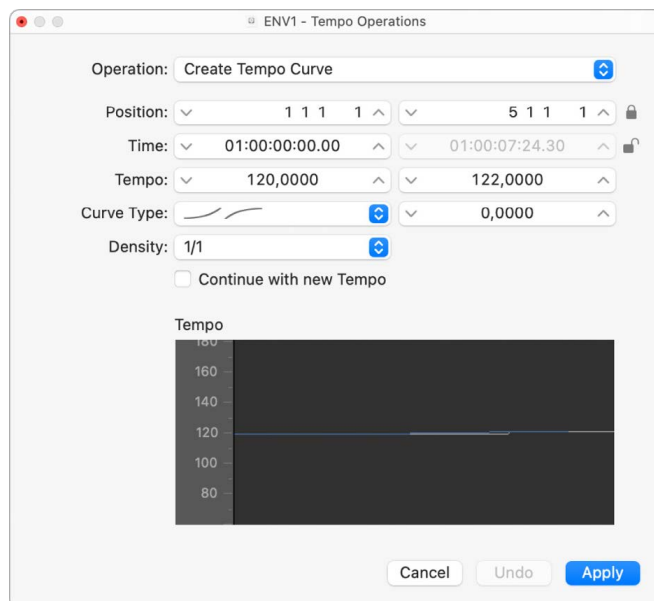 ENV1 - Tempo Operations
Operation: Create Tempo Curve
Position: 1 1 1 1 5 1 1 1
Time: 01:00:00:00.00 01:00:07:24.30
Tempo: 120,0000 122,0000
Curve Type: 0,0000
Density: 1/1
Continue with new Tempo
Tempo
180
160
140
120
100
80
Cancel Undo Apply